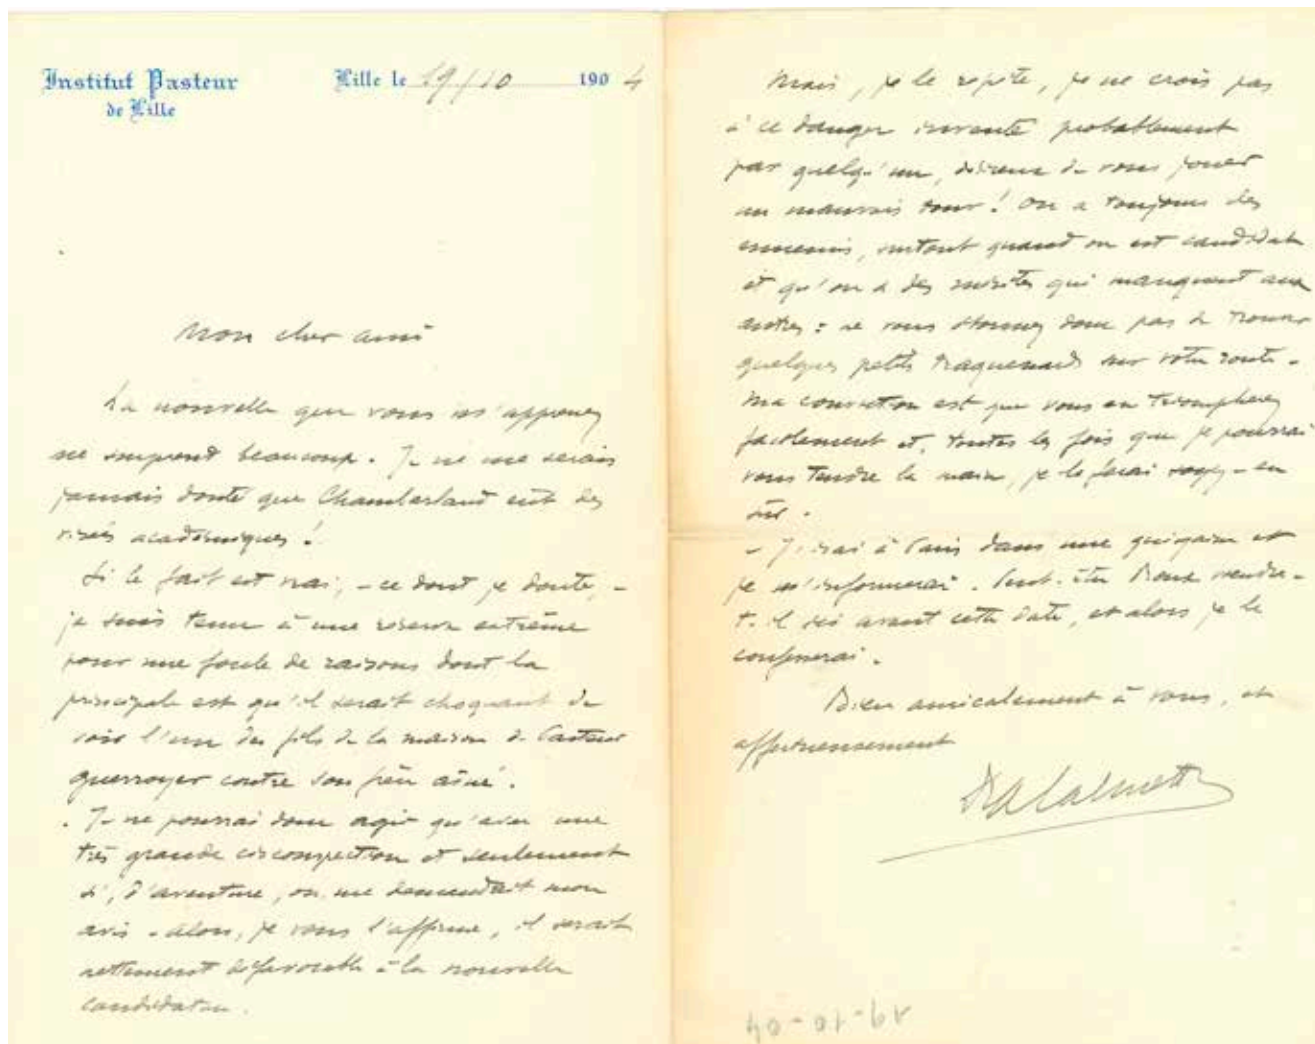 Institut Pasteur
de Lille
Lille le 19/10 1904
Mon cher ami
La nouvelle que vous m'apprenez
me surprend beaucoup. Je ne me serais
jamais douté que Chamberland eût des
visées académiques !
Si le fait est vrai, - ce dont je doute, -
je suis tenu à une réserve extrême
pour une foule de raisons dont la
principale est qu'il serait choquant de
voir l'un des fils de la maison de Pasteur
guerroyer contre son frère aîné.
. Je ne pourrai donc agir qu'avec une
très grande circonspection et seulement
si, d'aventure, on me demandait mon
avis - alors, je vous l'affirme, il serait
nettement défavorable à la nouvelle
candidature.
Mais, je le répète, je ne crois pas
à ce danger inventé probablement
par quelqu'un, désireux de vous jouer
un mauvais tour ! On a toujours des
ennemis, surtout quand on est candidat
et qu'on a des mérites qui manquent aux
autres : ne vous étonnez donc pas de trouver
quelques petits traquenards sur votre route -
Ma conviction est que vous en triompherez
facilement et, toutes les fois que je pourrai
vous tendre la main, je le ferai soyez-en
sûr.
- J'irai à Paris dans une quinzaine et
je m'informerai. Peut-être Roux viendra-
t-il ici avant cette date, et alors je le
confesserai.
Bien amicalement à vous, et
affectueusement
Dr A Calmette
19-10-04